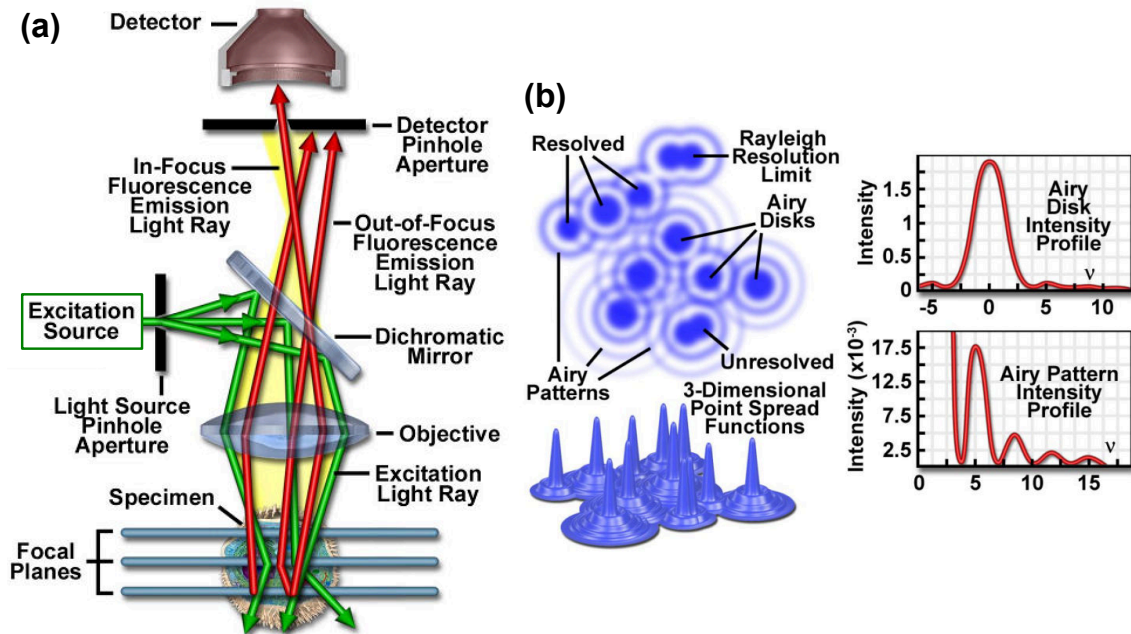 (a)
Detector
Detector
Pinhole
Aperture
In-Focus
Fluorescence
Emission
Light Ray
Out-of-Focus
Fluorescence
Emission
Light Ray
Excitation
Source
Dichromatic
Mirror
Light Source
Pinhole
Aperture
Objective
Excitation
Light Ray
Specimen
Focal
Planes
(b)
Resolved
Rayleigh
Resolution
Limit
Airy
Disks
Airy
Patterns
Unresolved
3-Dimensional
Point Spread
Functions
Intensity
1.5
1
0.5
0
-5 0 5 10
Airy
Disk
Intensity
Profile
ν
Intensity (x10-3)
17.5
12.5
7.5
2.5
0 5 10 15
Airy Pattern
Intensity
Profile
ν